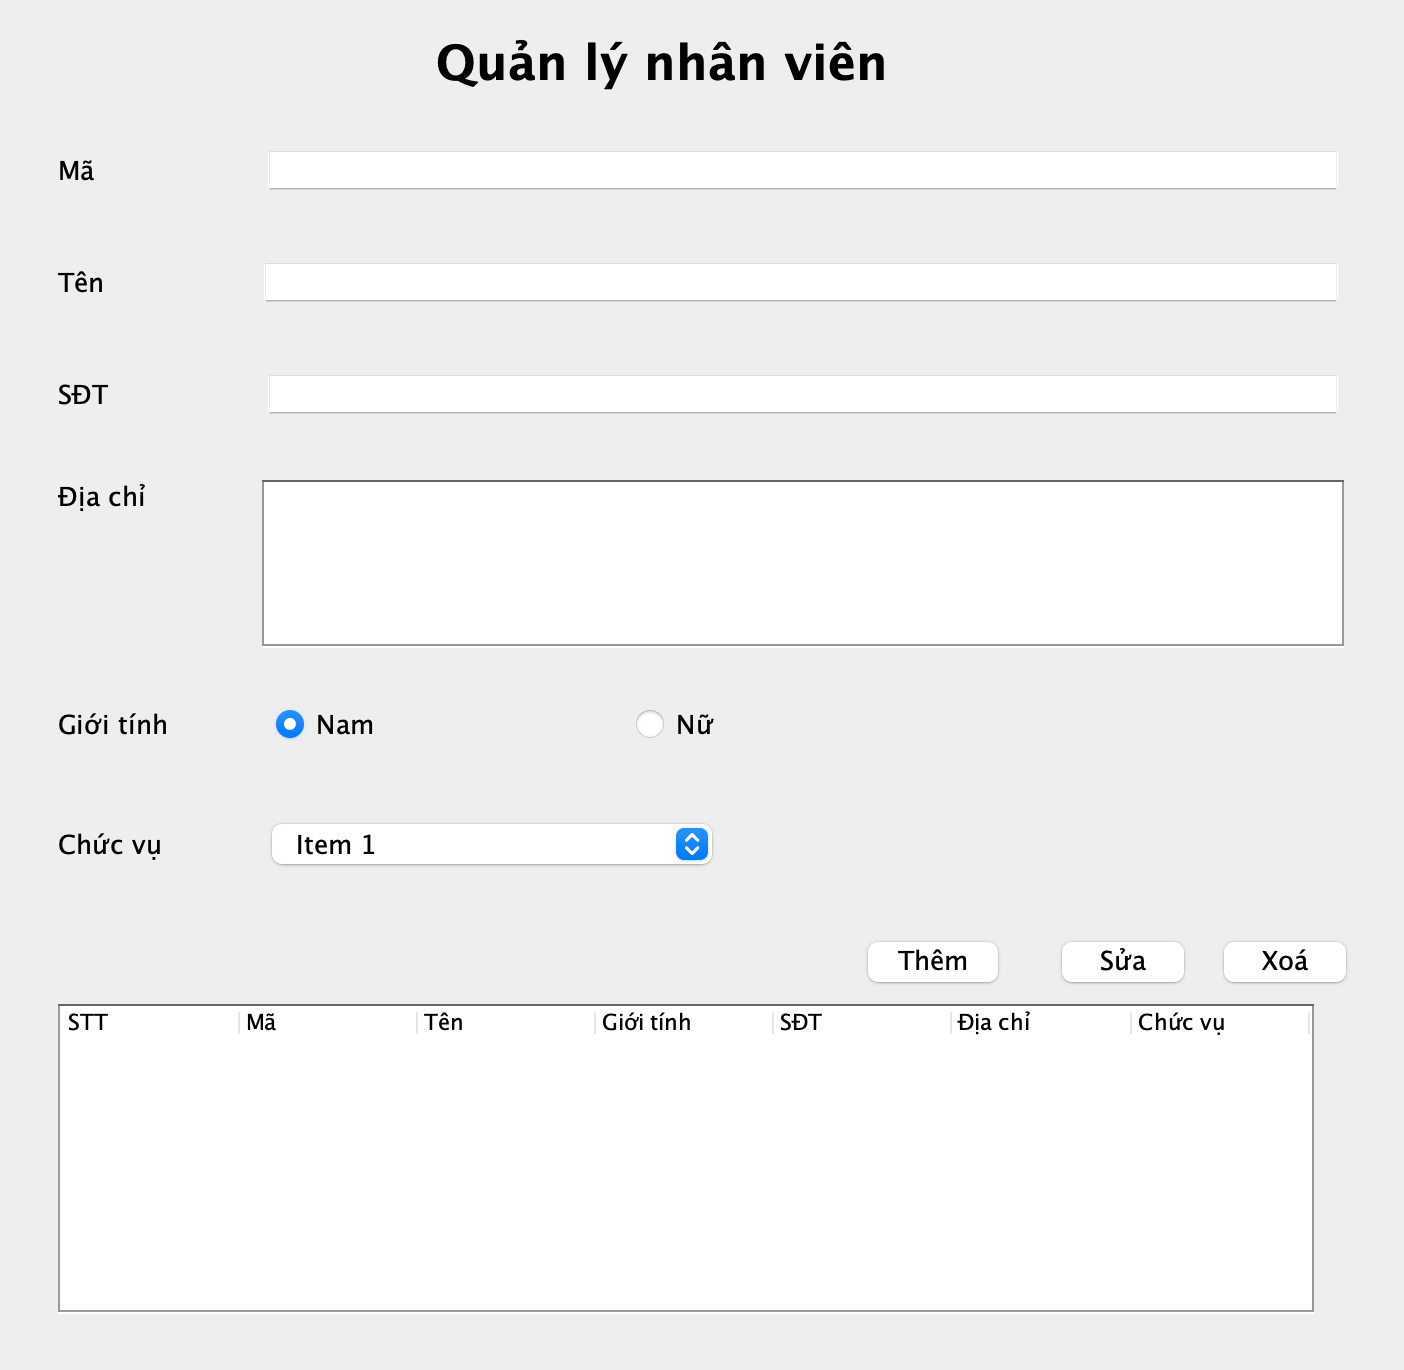 Quản lý nhân viên
Mã
Tên
SĐT
Địa chỉ
Giới tính Nam Nữ
Chức vụ Item 1
Thêm Sửa Xoá
STT Mã Tên Giới tính SĐT Địa chỉ Chức vụ